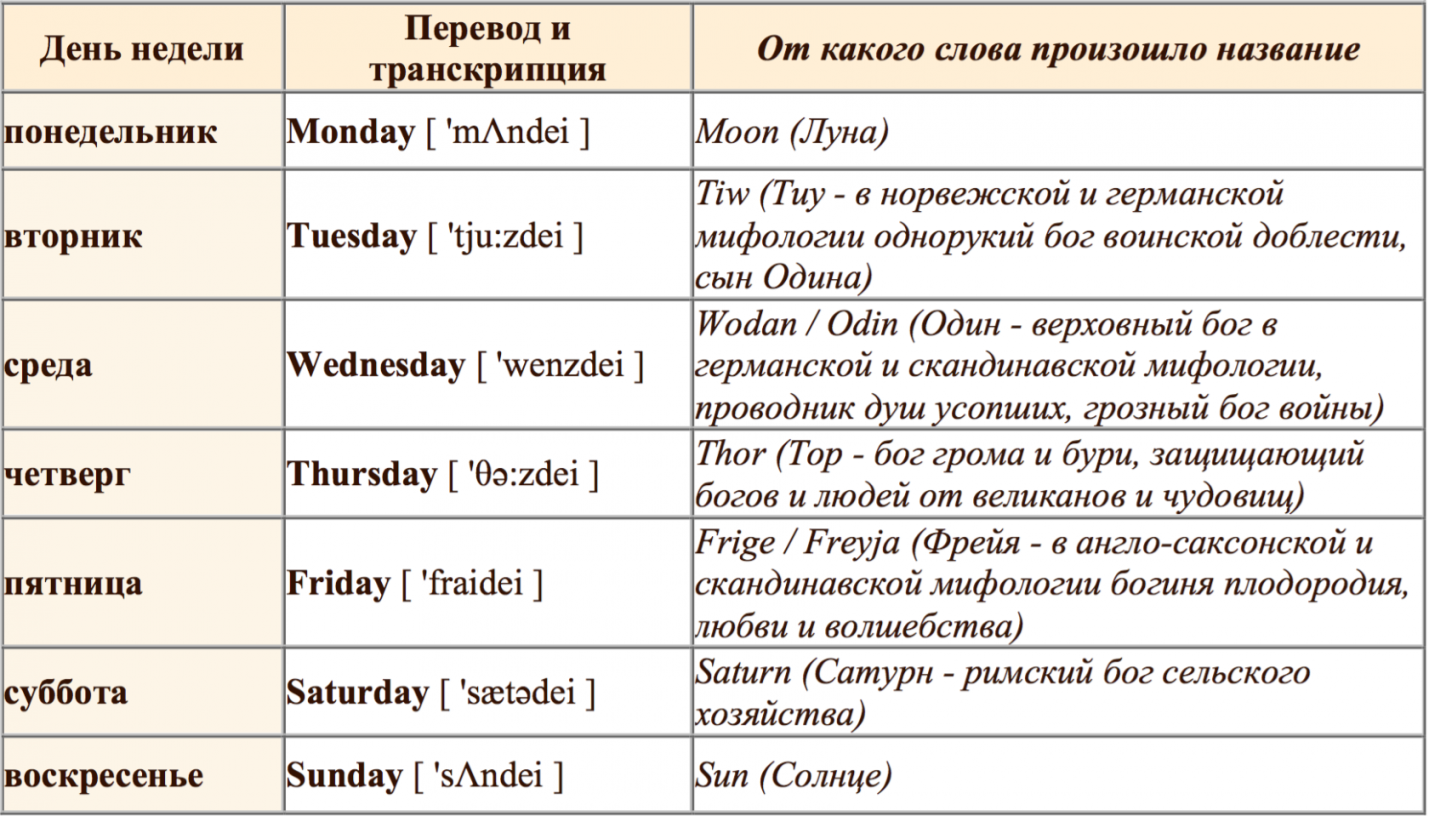 День недели
Перевод и
транскрипция
От какого слова произошло название
понедельник
Monday [ 'mΛndei ]
Moon (Луна)
вторник
Tuesday [ 'tju:zdei ]
Tiw (Тиу - в норвежской и германской
мифологии однорукий бог воинской доблести,
сын Одина)
среда
Wednesday [ 'wenzdei ]
Wodan / Odin (Один - верховный бог в
германской и скандинавской мифологии,
проводник душ усопших, грозный бог войны)
четверг
Thursday [ 'θə:zdei ]
Thor (Тор - бог грома и бури, защищающий
богов и людей от великанов и чудовищ)
пятница
Friday [ 'fraidei ]
Frige / Freyja (Фрейя - в англо-саксонской и
скандинавской мифологии богиня плодородия,
любви и волшебства)
суббота
Saturday [ 'sætədei ]
Saturn (Сатурн - римский бог сельского
хозяйства)
воскресенье
Sunday [ 'sΛndei ]
Sun (Солнце)